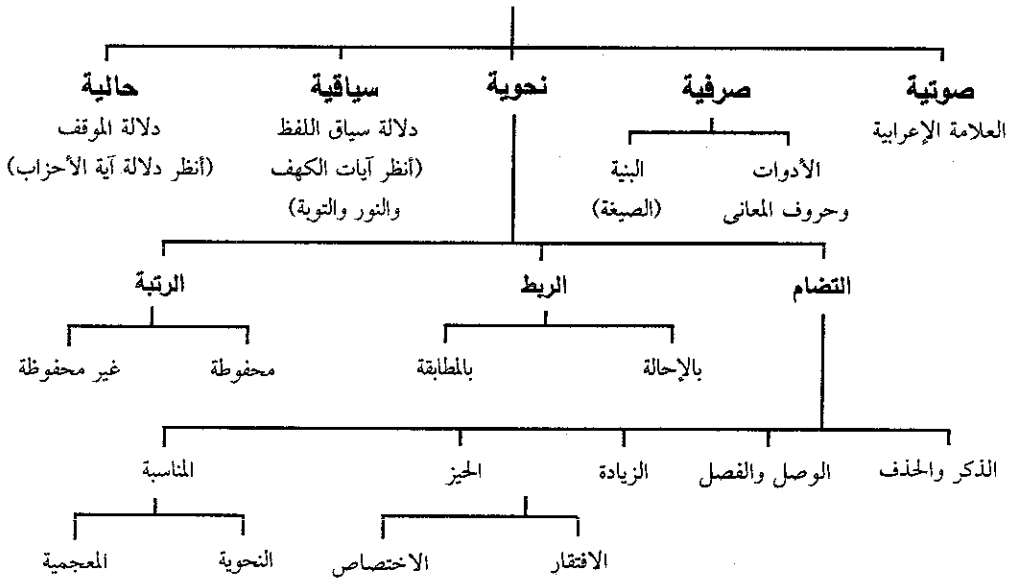 صوتية
صرفية
نحوية
سياقية
حالية
العلامة الإعرابية
دلالة سياق اللفظ
دلالة الموقف
الأدوات
البنية
(أنظر آيات الكهف
(أنظر دلالة آية الأحزاب)
وحروف المعانى
(الصيغة)
والنور والتوبة)
التضام
الربط
الرتبة
بالإحالة
بالمطابقة
محفوطة
غير محفوظة
الذكر والحذف
الوصل والفصل
الزيادة
الحيز
المناسبة
الافتقار
الاختصاص
النحوية
المعجمية